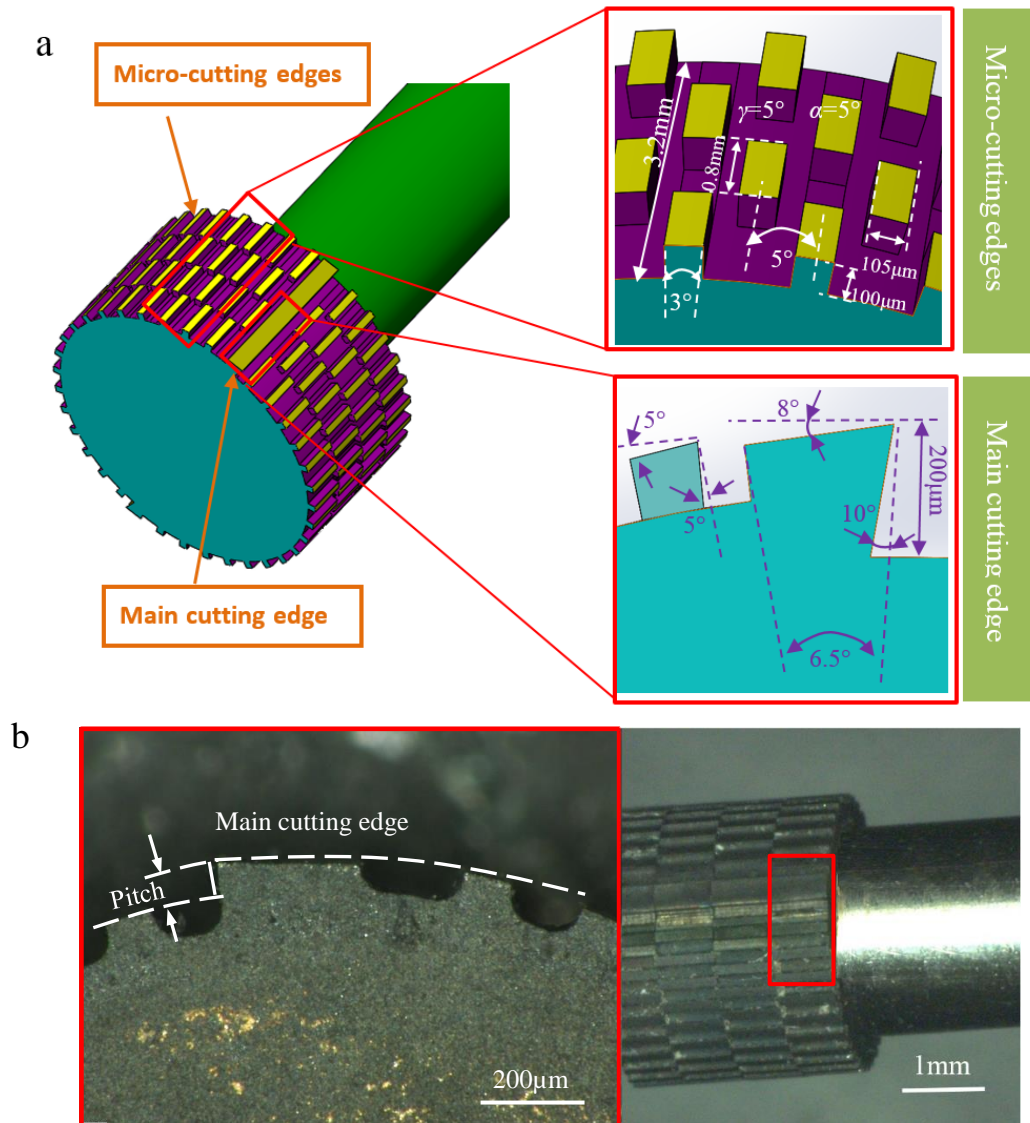 a
Micro-cutting edges
Main cutting edge
3.2mm
γ=5°
α=5°
0.8mm
5°
3°
105μm
100μm
Micro-cutting edges
5°
8°
5°
10°
200μm
6.5°
Main cutting edge
b
Main cutting edge
Pitch
200μm
1mm